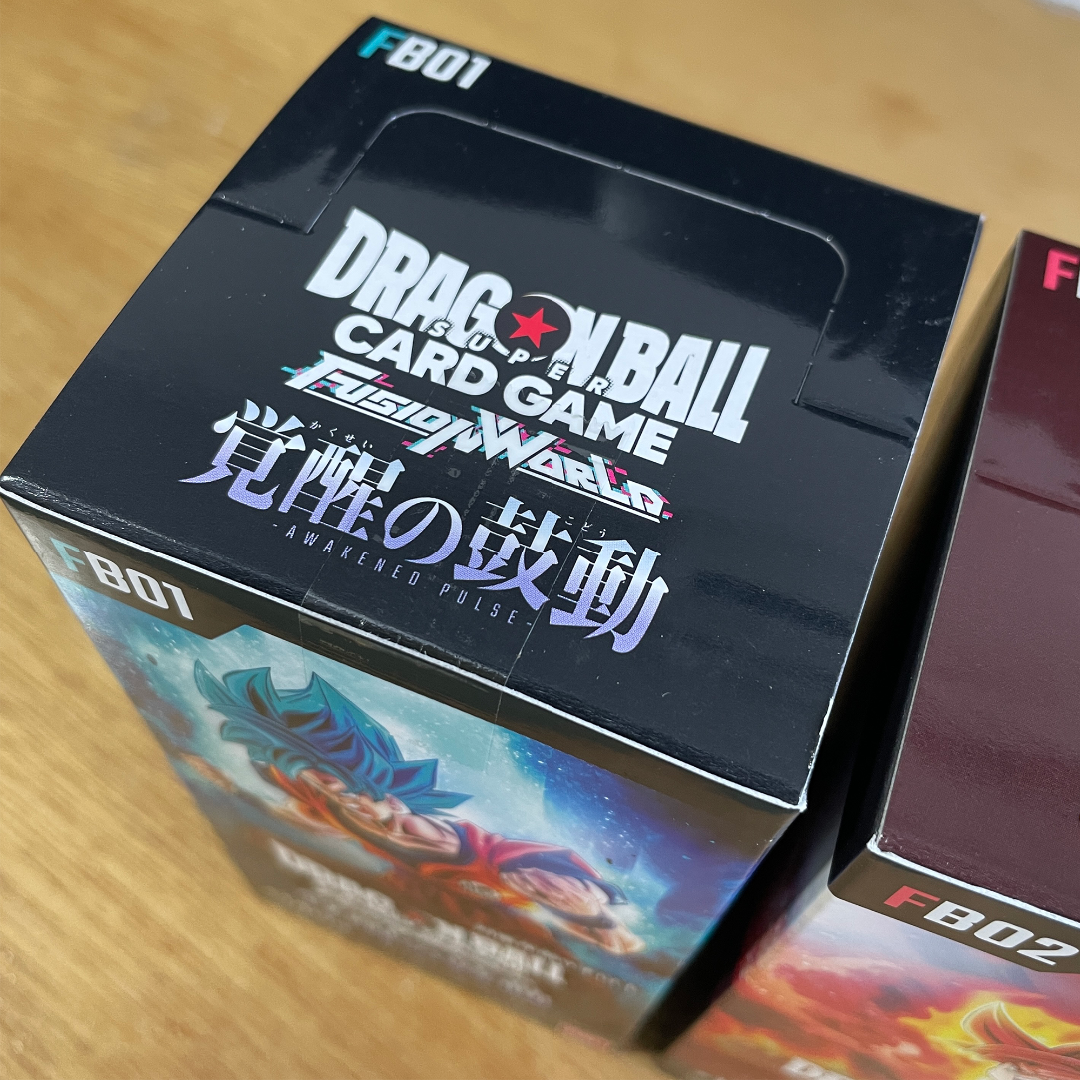 FB01
DRAGON BALL
SUPER
CARD GAME
FUSION WORLD
かくせい こどう
覚醒の鼓動
-AWAKENED PULSE-
FB01
FB02